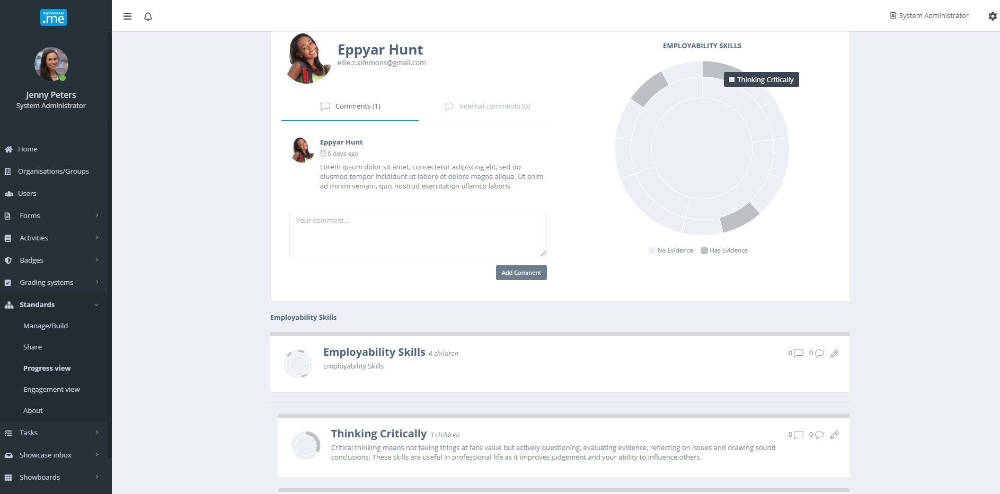 myshowcase
.me
System Administrator
Jenny Peters
System Administrator
Home
Organisations/Groups
Users
Forms
Activities
Badges
Grading systems
Standards
Manage/Build
Share
Progress view
Engagement view
About
Tasks
Showcase inbox
Showboards
Eppyar Hunt
ellie.z.simmons@gmail.com
Comments (1)
Internal comments (0)
Eppyar Hunt
6 days ago
Lorem ipsum dolor sit amet, consectetur adipiscing elit, sed do
eiusmod tempor incididunt ut labore et dolore magna aliqua. Ut enim
ad minim veniam, quis nostrud exercitation ullamco laboris
Your comment...
Add Comment
EMPLOYABILITY SKILLS
Thinking Critically
No Evidence
Has Evidence
Employability Skills
Employability Skills 4 children
0 0
Employability Skills
Thinking Critically 3 children
0 0
Critical thinking means not taking things at face value but actively questioning, evaluating evidence, reflecting on issues and drawing sound
conclusions. These skills are useful in professional life as it improves judgement and your ability to influence others.